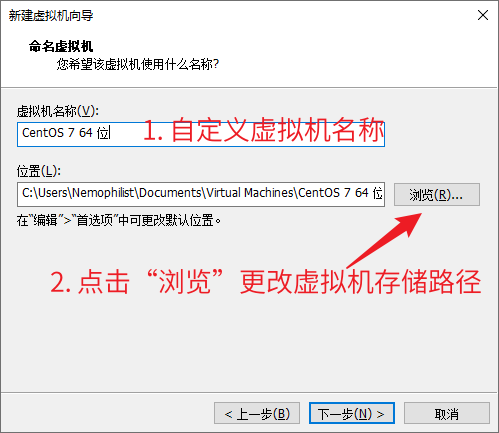 新建虚拟机向导
命名虚拟机
您希望该虚拟机使用什么名称?
虚拟机名称(V):
CentOS 7 64 位
1. 自定义虚拟机名称
位置(L):
C:\Users\Nemophilist\Documents\Virtual Machines\CentOS 7 64 位
浏览(R)...
在“编辑”>“首选项”中可更改默认位置。
2. 点击“浏览”更改虚拟机存储路径
< 上一步(B)
下一步(N) >
取消